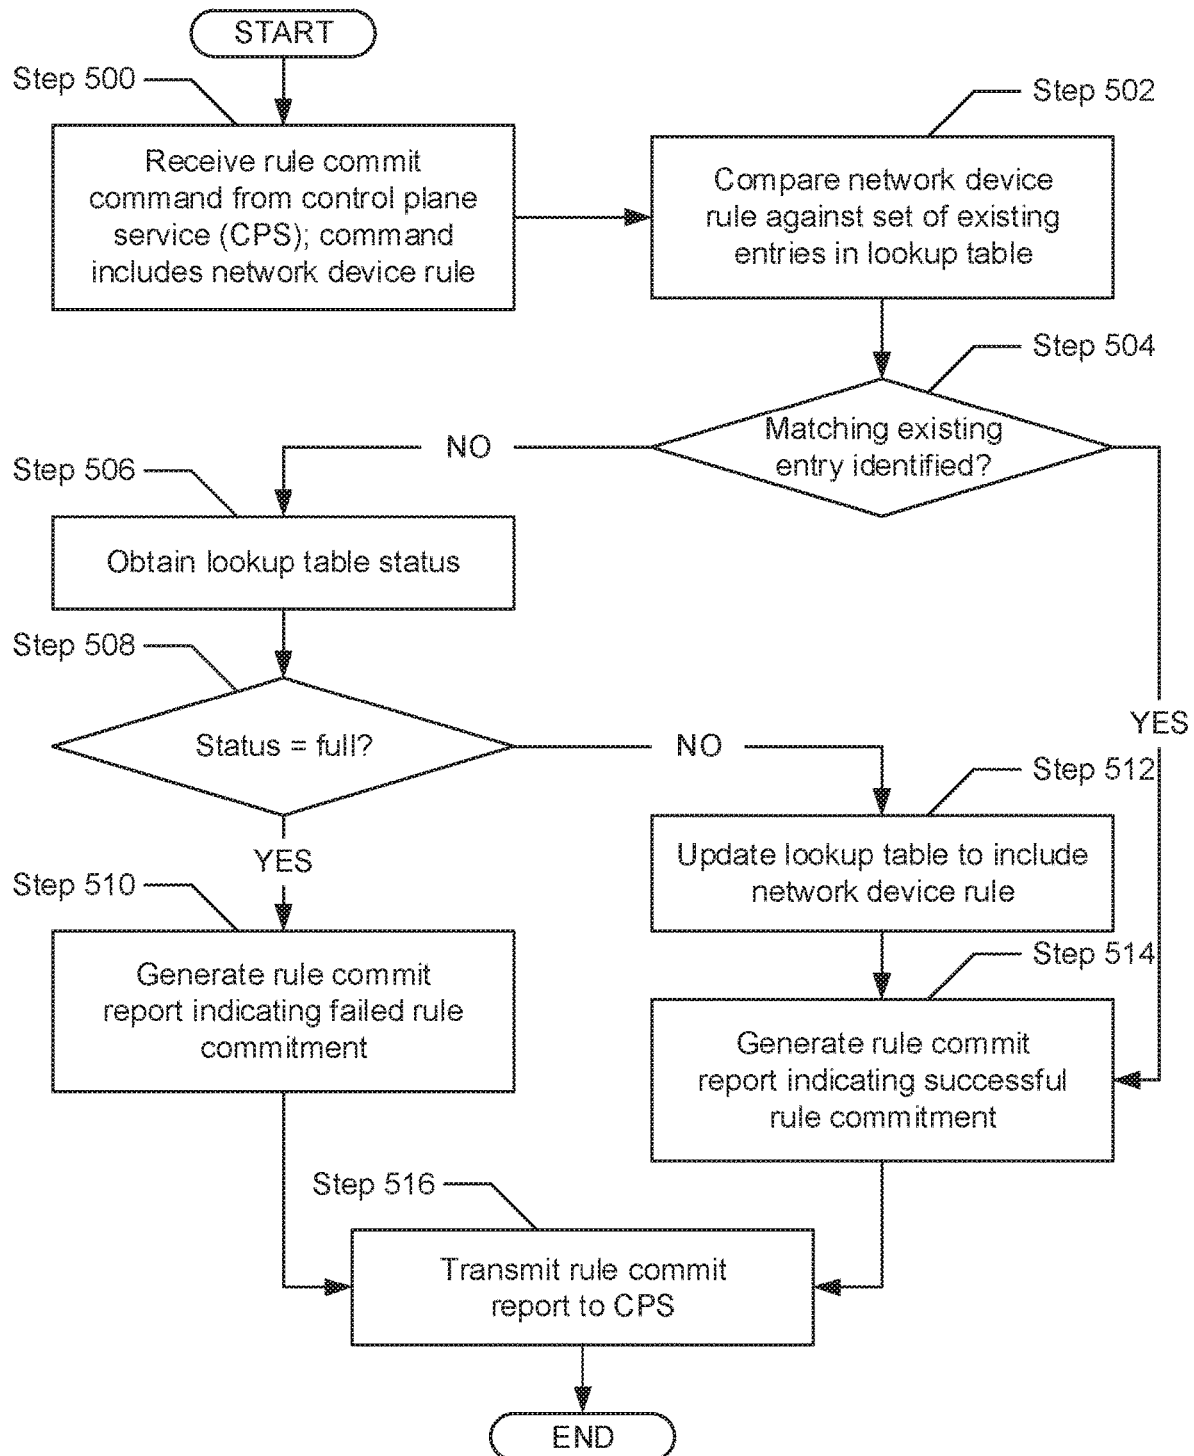 START
Step 500
Receive rule commit
command from control plane
service (CPS); command
includes network device rule
Step 502
Compare network device
rule against set of existing
entries in lookup table
Step 504
Matching existing
entry identified?
NO
YES
Step 506
Obtain lookup table status
Step 508
Status = full?
NO
YES
Step 512
Update lookup table to include
network device rule
Step 510
Generate rule commit
report indicating failed rule
commitment
Step 514
Generate rule commit
report indicating successful
rule commitment
Step 516
Transmit rule commit
report to CPS
END